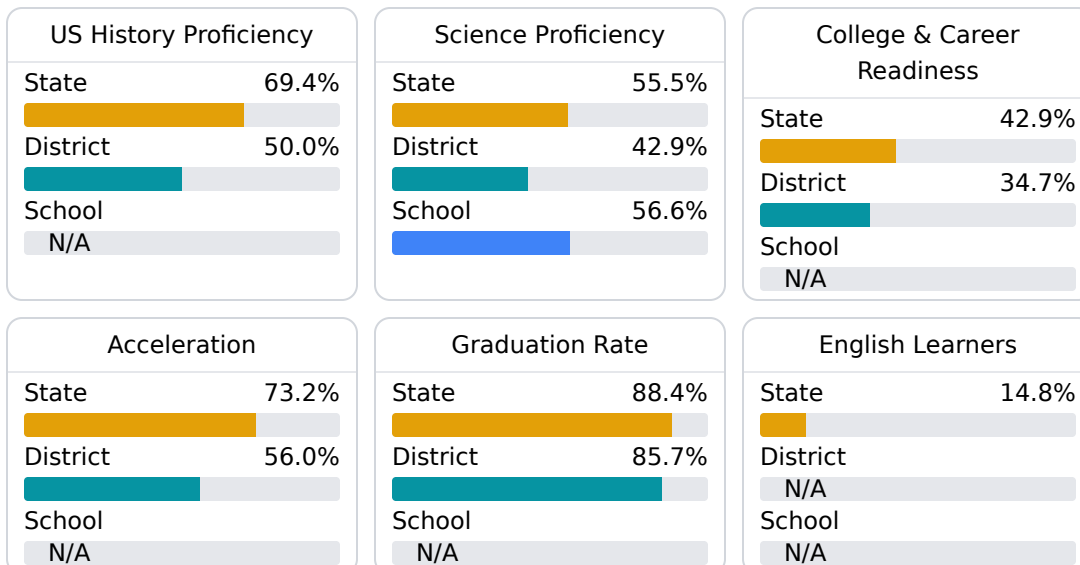 US History Proficiency
State 69.4%
District 50.0%
School
N/A
Science Proficiency
State 55.5%
District 42.9%
School 56.6%
College & Career
Readiness
State 42.9%
District 34.7%
School
N/A
Acceleration
State 73.2%
District 56.0%
School
N/A
Graduation Rate
State 88.4%
District 85.7%
School
N/A
English Learners
State 14.8%
District
N/A
School
N/A